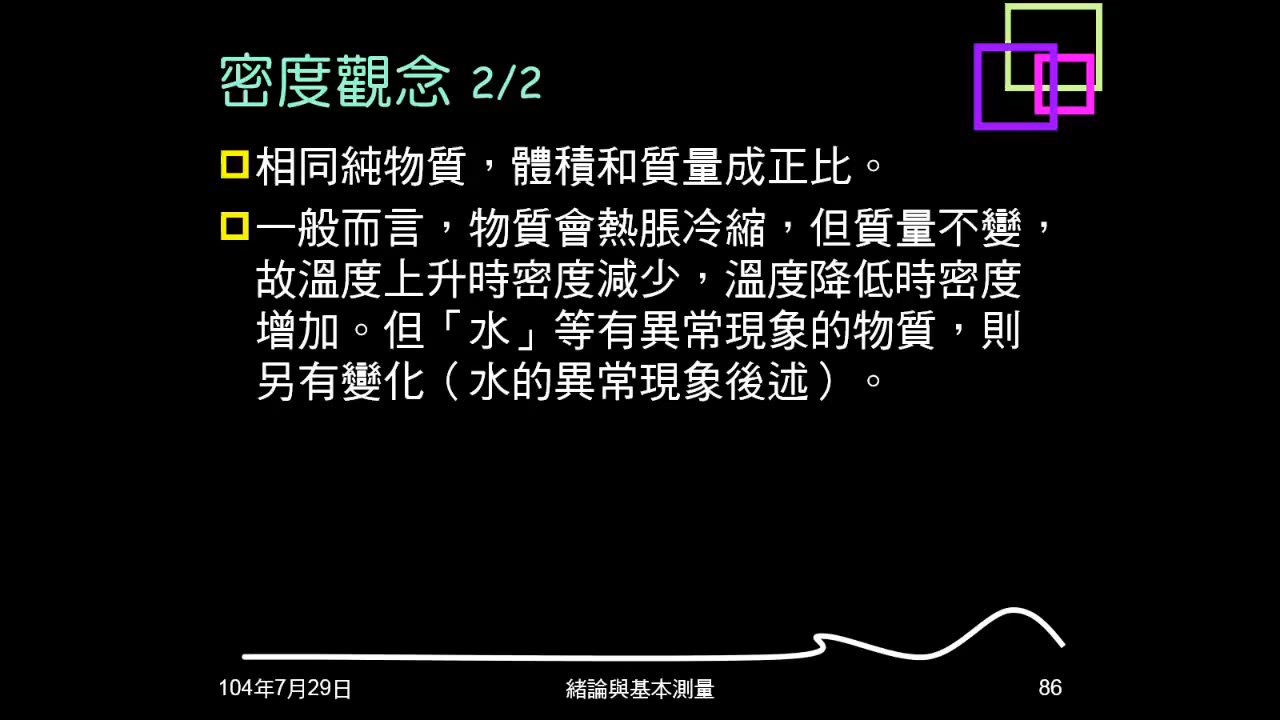 密度觀念 2/2
相同純物質，體積和質量成正比。
一般而言，物質會熱脹冷縮，但質量不變，
故溫度上升時密度減少，溫度降低時密度
增加。但「水」等有異常現象的物質，則
另有變化（水的異常現象後述）。
104年7月29日
緒論與基本測量
86